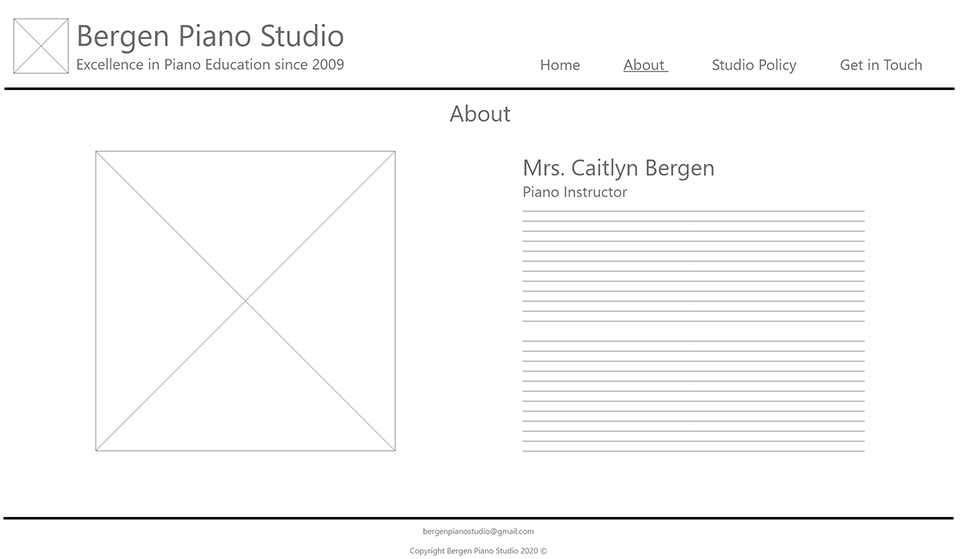 Bergen Piano Studio
Excellence in Piano Education since 2009
Home About Studio Policy Get in Touch
About
Mrs. Caitlyn Bergen
Piano Instructor
bergenpianostudio@gmail.com
Copyright Bergen Piano Studio 2020 ©